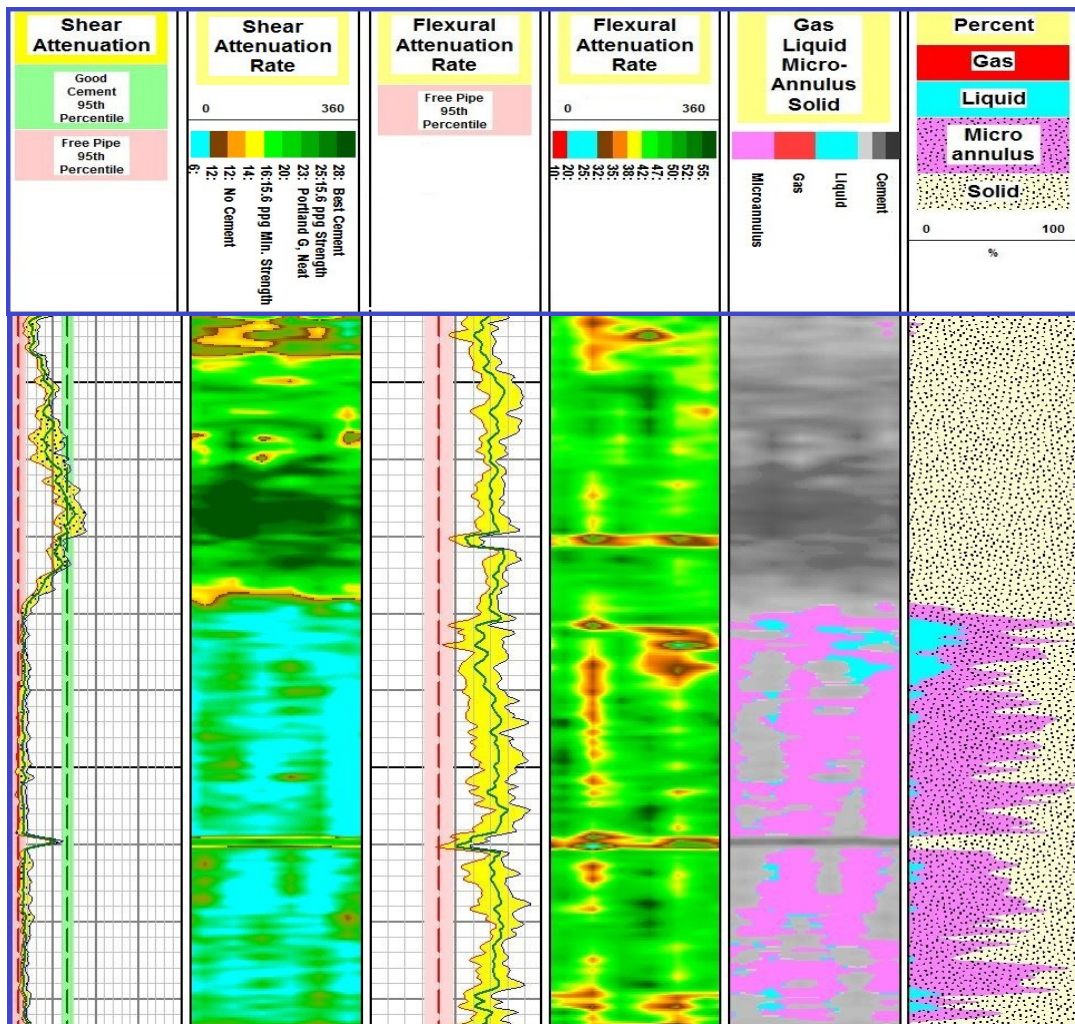 Shear
Attenuation
Good
Cement
95th
Percentile
Free Pipe
95th
Percentile
Shear
Attenuation
Rate
0 360
6:
12:
12: No Cement
14:
16:15.6 ppg Min. Strength
20:
23: Portland G, Neat
25:15.6 ppg Strength
28: Best Cement
Flexural
Attenuation
Rate
Free Pipe
95th
Percentile
Flexural
Attenuation
Rate
0 360
10:
20:
25:
32:
35:
38:
42:
47:
50:
52:
55:
Gas
Liquid
Micro-
Annulus
Solid
Microannulus
Gas
Liquid
Cement
Percent
Gas
Liquid
Micro
annulus
Solid
0 100
%